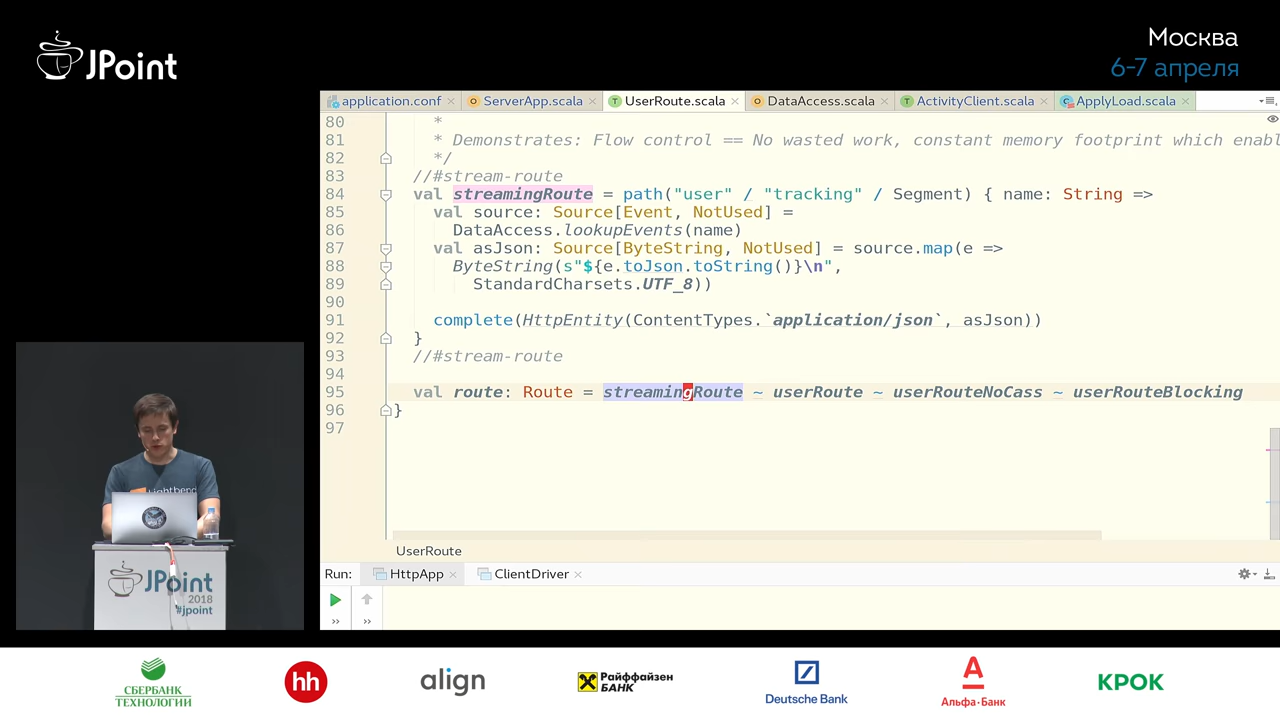 JPoint
Москва
6–7 апреля
application.conf ServerApp.scala UserRoute.scala DataAccess.scala ActivityClient.scala ApplyLoad.scala
80 *
81 * Demonstrates: Flow control == No wasted work, constant memory footprint which enabl
82 */
83 //#stream-route
84 val streamingRoute = path("user" / "tracking" / Segment) { name: String =>
85 val source: Source[Event, NotUsed] =
86 DataAccess.lookupEvents(name)
87 val asJson: Source[ByteString, NotUsed] = source.map(e =>
88 ByteString(s"${e.toJson.toString()}\n",
89 StandardCharsets.UTF_8))
90
91 complete(HttpEntity(ContentTypes.`application/json`, asJson))
92 }
93 //#stream-route
94
95 val route: Route = streamingRoute ~ userRoute ~ userRouteNoCass ~ userRouteBlocking
96 }
97
UserRoute
Run: HttpApp ClientDriver
lightbend
JPoint
2018
#jpoint
СБЕРБАНК
ТЕХНОЛОГИИ
hh
align
Райффайзен
БАНК
Deutsche Bank
А
Альфа·Банк
КРОК